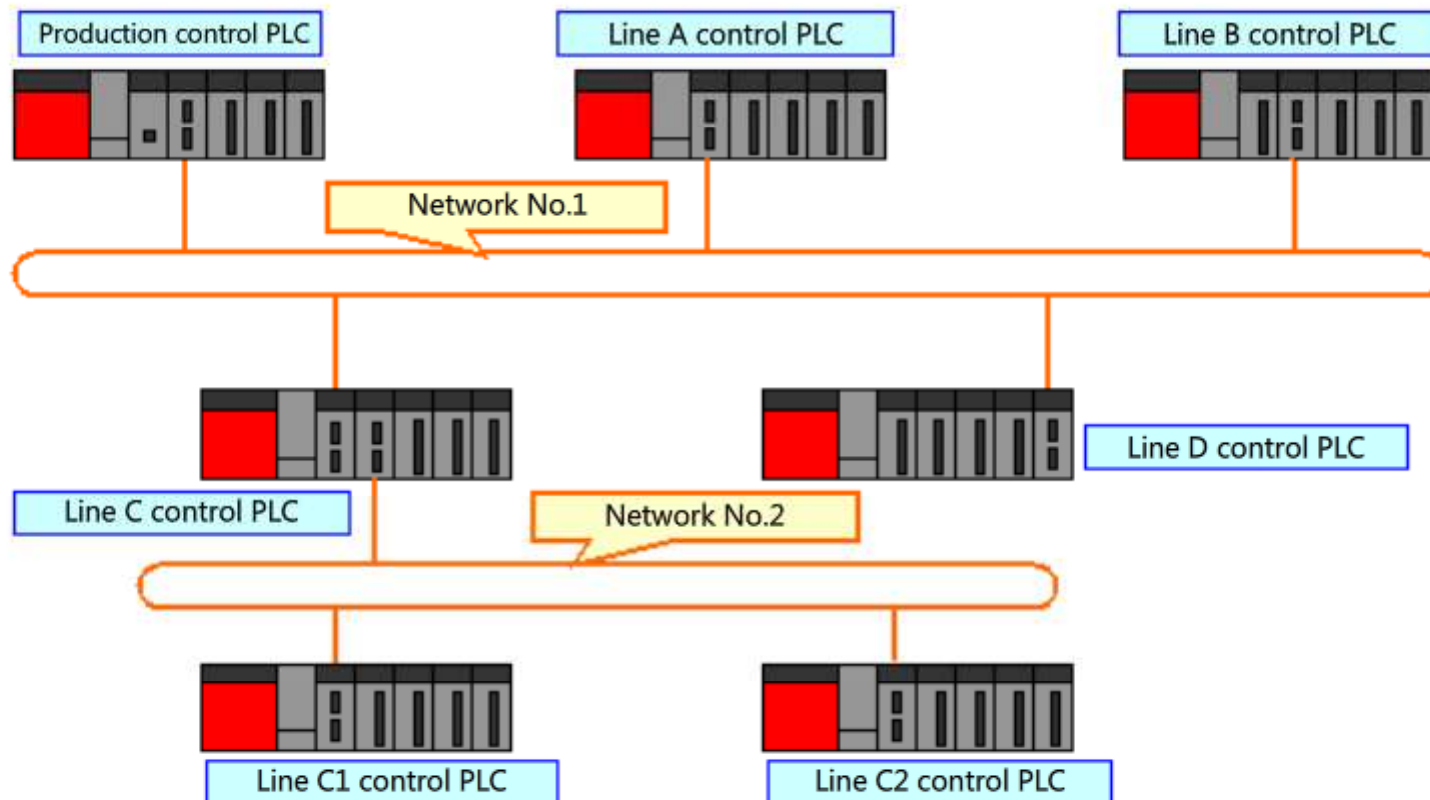 Production control PLC
Line A control PLC
Line B control PLC
Network No.1
Line D control PLC
Line C control PLC
Network No.2
Line C1 control PLC
Line C2 control PLC